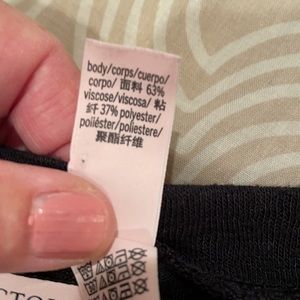 body/corps/cuerpo/
corpo/ 面料 63%
viscose/viscosa/ 粘
纤 37% polyester/
poliéster/poliestere/
聚酯纤维
CTO